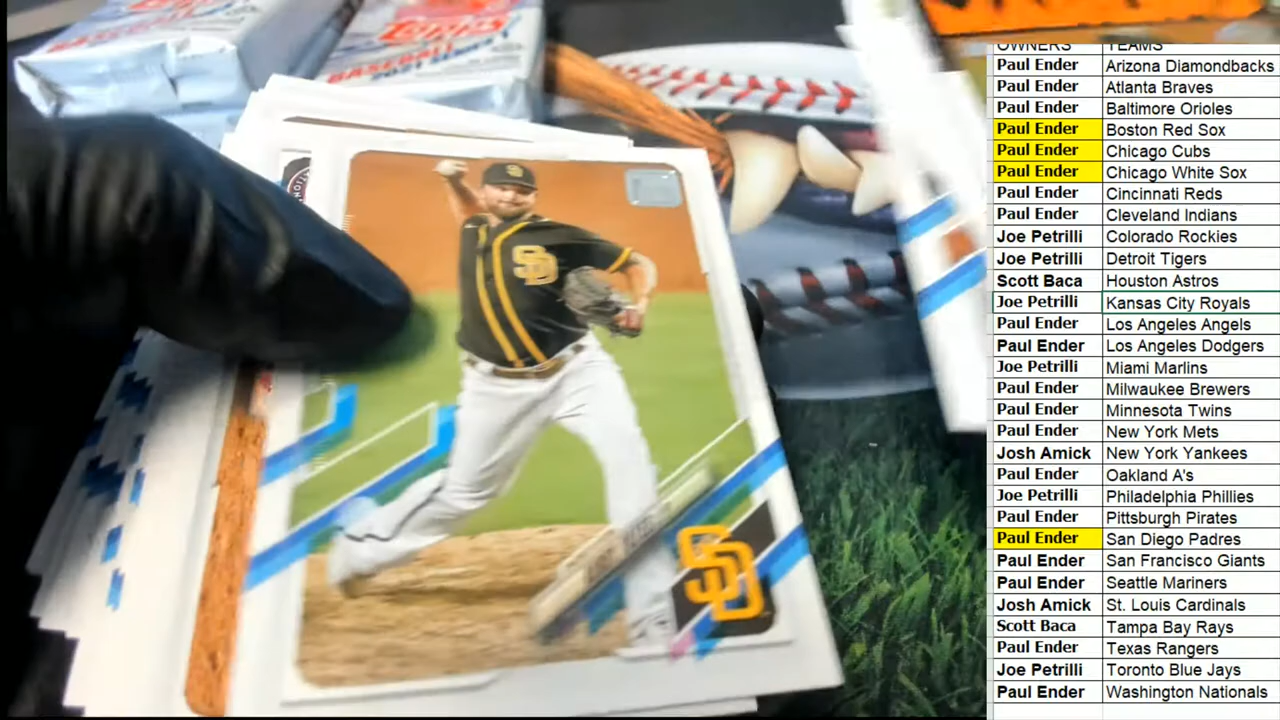 Topps
BASEBALL
2021 SERIES 1
OWNERS TEAMS
Paul Ender Arizona Diamondbacks
Paul Ender Atlanta Braves
Paul Ender Baltimore Orioles
Paul Ender Boston Red Sox
Paul Ender Chicago Cubs
Paul Ender Chicago White Sox
Paul Ender Cincinnati Reds
Paul Ender Cleveland Indians
Joe Petrilli Colorado Rockies
Joe Petrilli Detroit Tigers
Scott Baca Houston Astros
Joe Petrilli Kansas City Royals
Paul Ender Los Angeles Angels
Paul Ender Los Angeles Dodgers
Joe Petrilli Miami Marlins
Paul Ender Milwaukee Brewers
Paul Ender Minnesota Twins
Paul Ender New York Mets
Josh Amick New York Yankees
Paul Ender Oakland A's
Joe Petrilli Philadelphia Phillies
Paul Ender Pittsburgh Pirates
Paul Ender San Diego Padres
Paul Ender San Francisco Giants
Paul Ender Seattle Mariners
Josh Amick St. Louis Cardinals
Scott Baca Tampa Bay Rays
Paul Ender Texas Rangers
Joe Petrilli Toronto Blue Jays
Paul Ender Washington Nationals
SD
SD